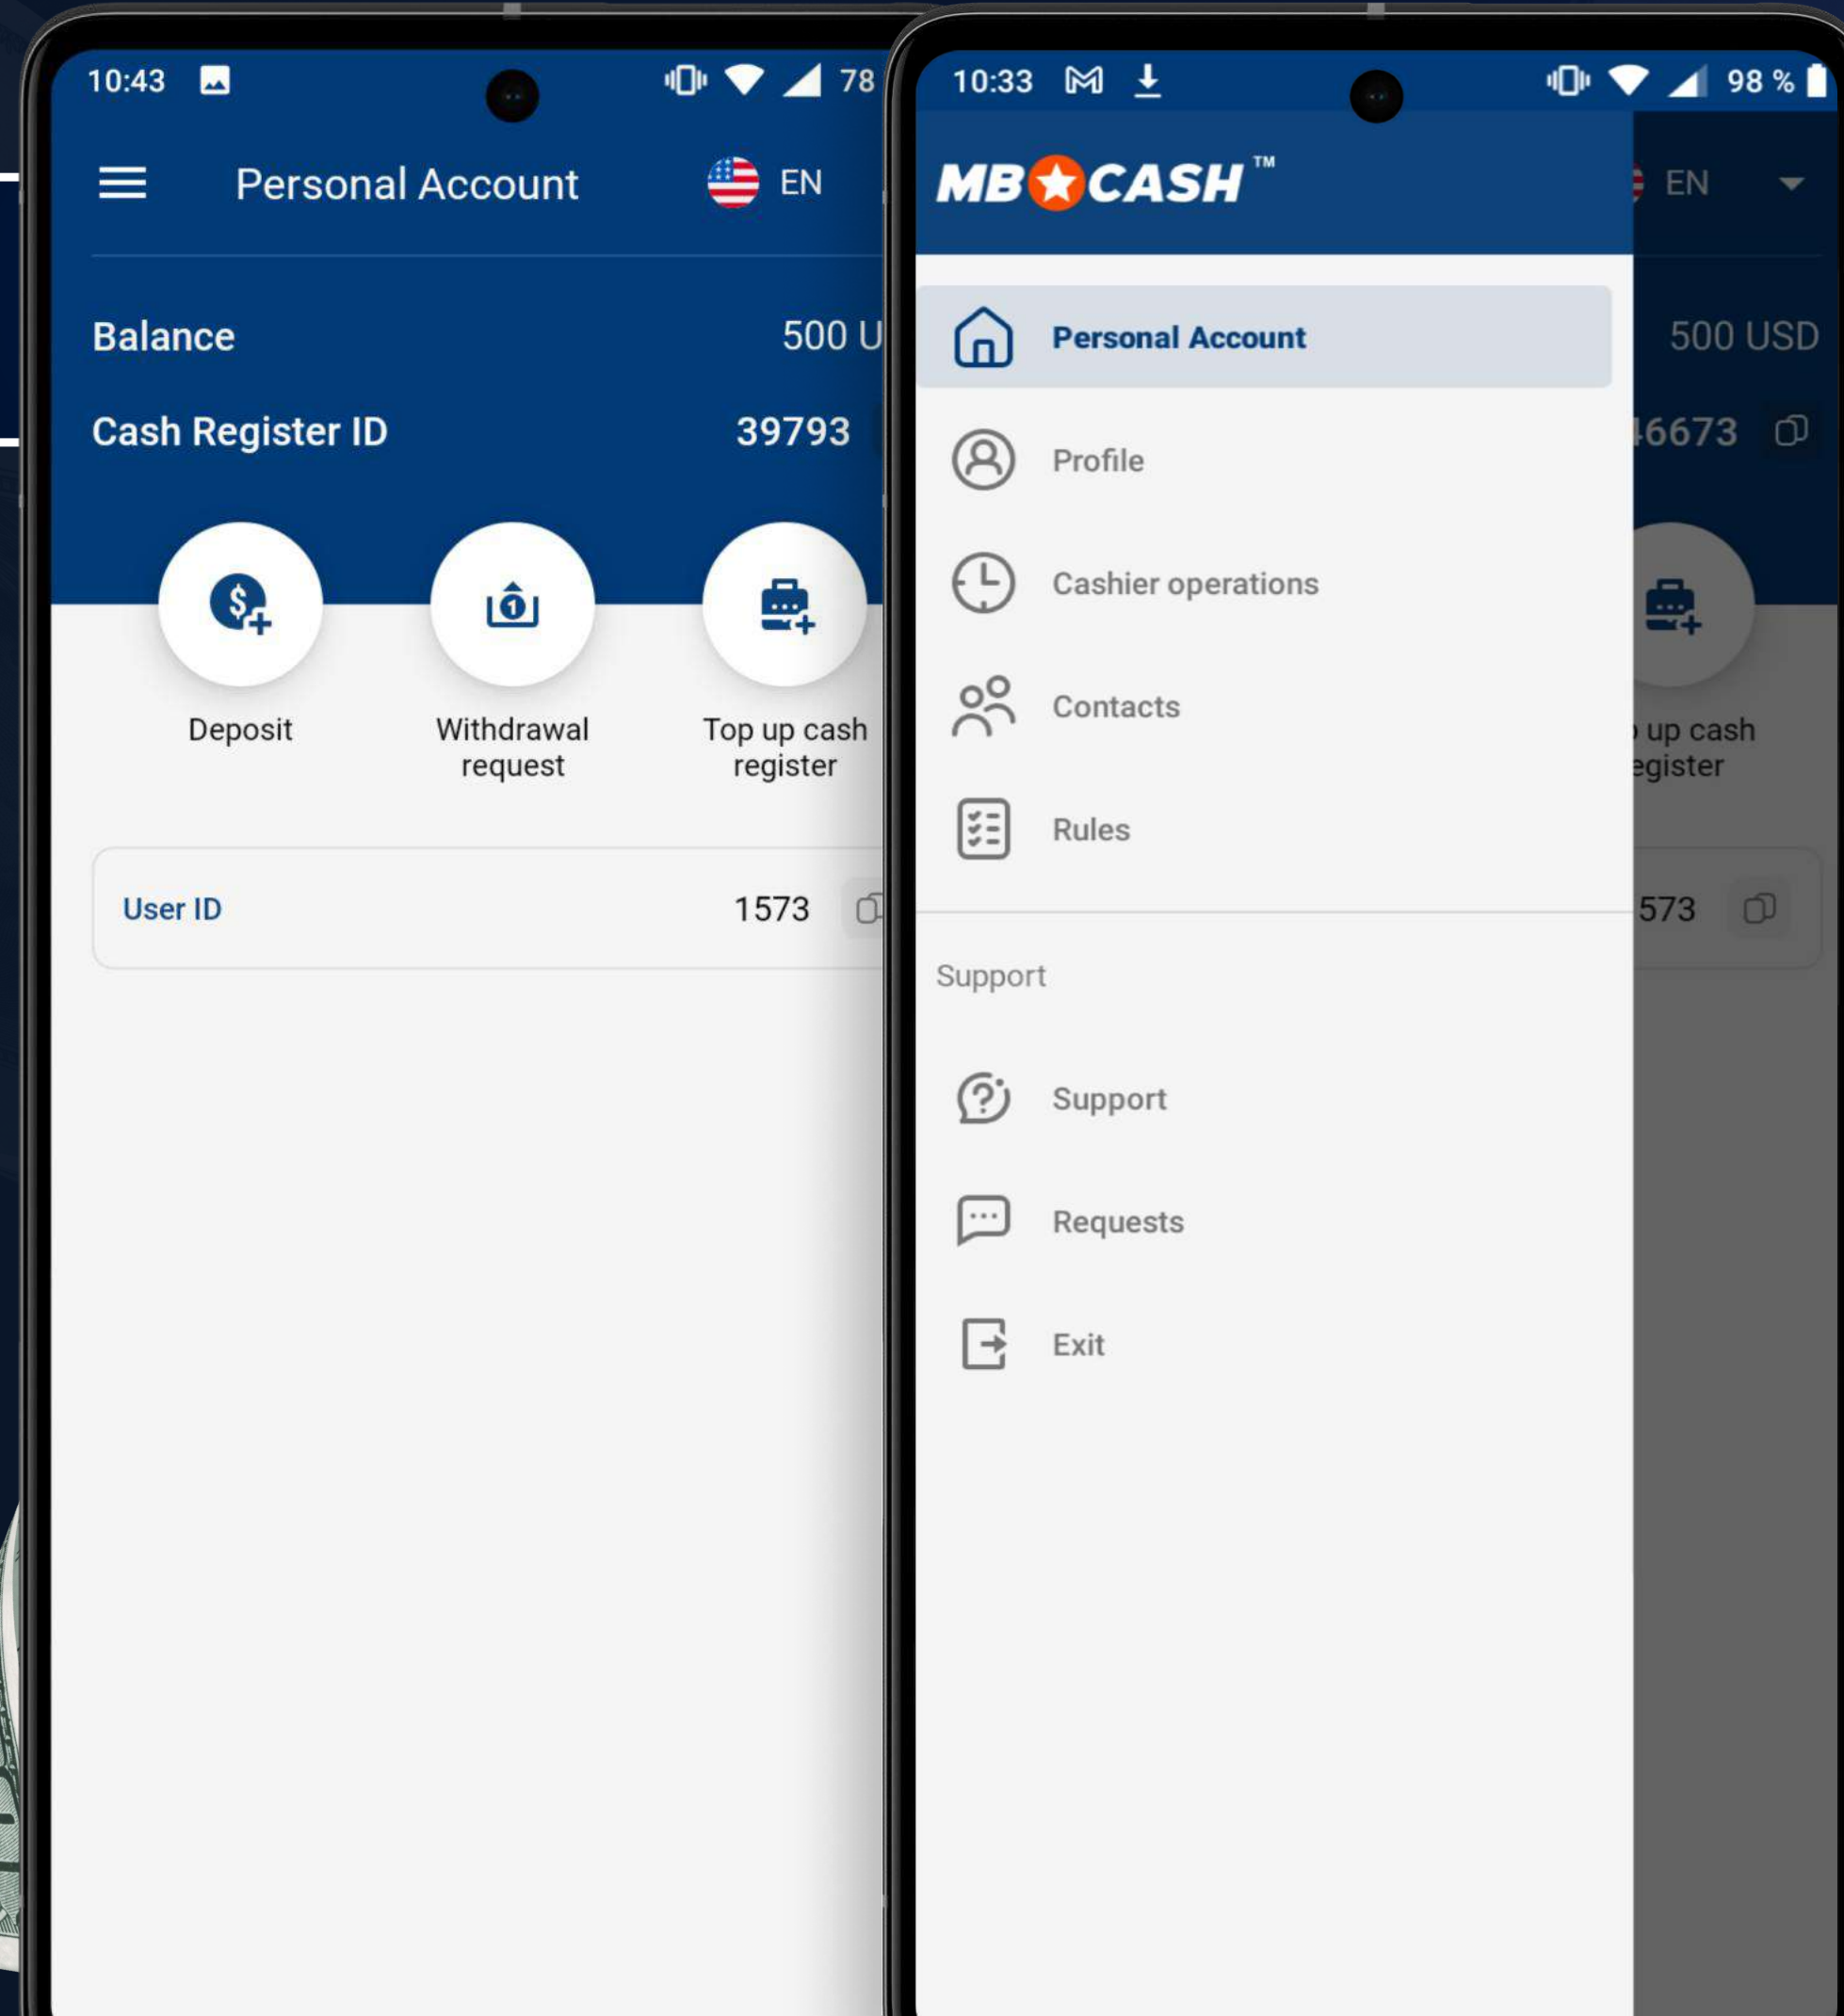 10:43
78
Personal Account
EN
Balance
500 U
Cash Register ID
39793
Deposit
Withdrawal
request
Top up cash
register
User ID
1573
10:33
98 %
MB CASH™
EN
Personal Account
500 USD
6673
Profile
Cashier operations
Contacts
up cash
egister
Rules
573
Support
Support
Requests
Exit